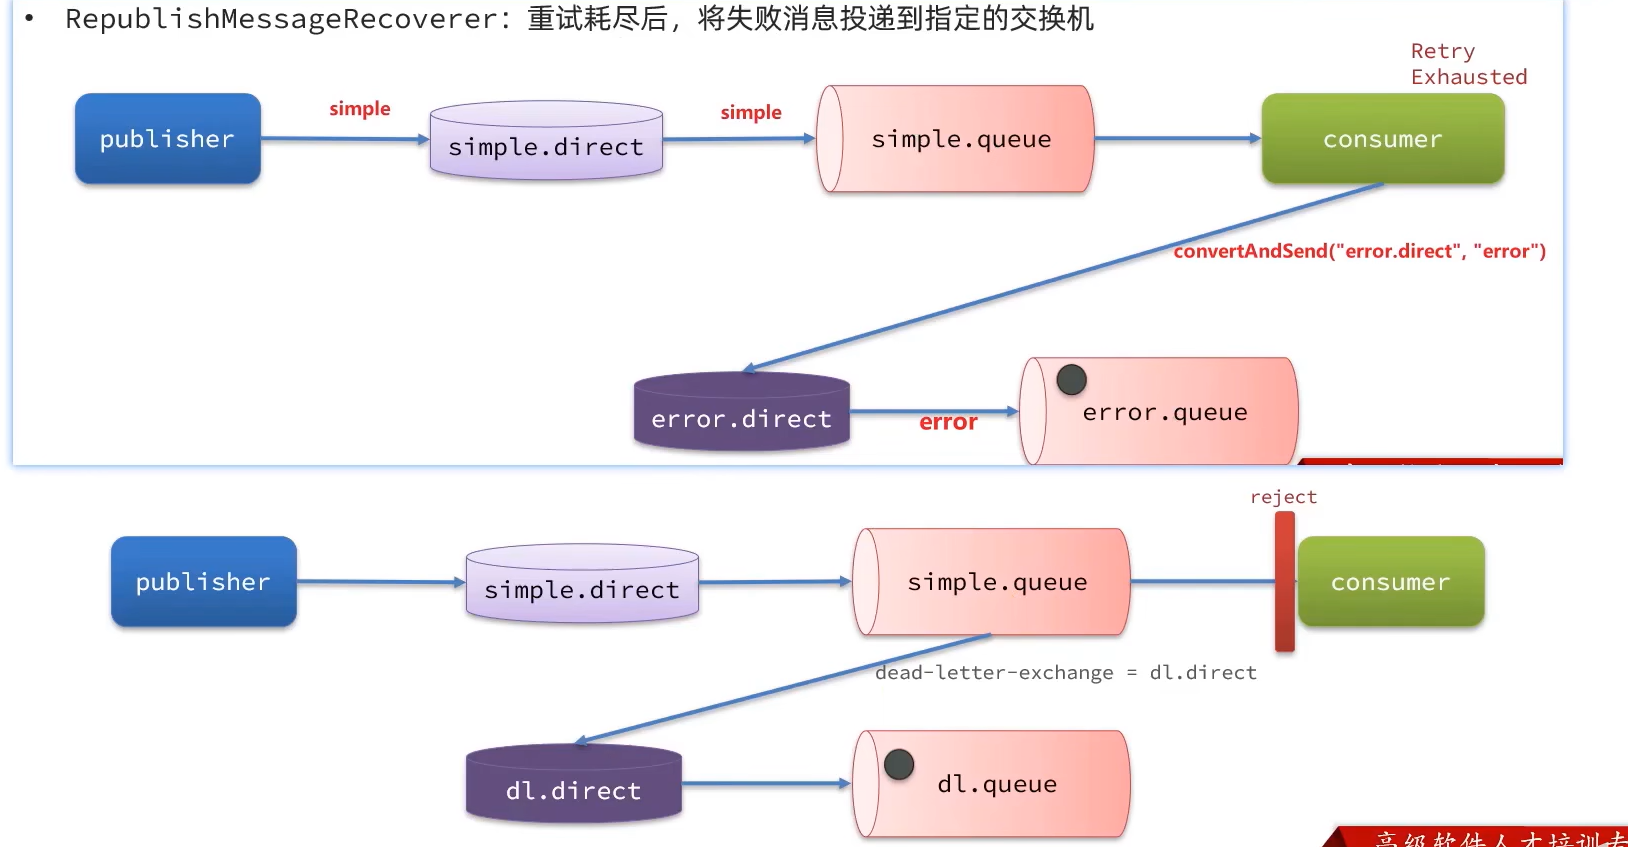 • RepublishMessageRecoverer：重试耗尽后，将失败消息投递到指定的交换机
Retry
Exhausted
publisher
simple
simple.direct
simple
simple.queue
consumer
convertAndSend("error.direct", "error")
error.direct
error
error.queue
reject
publisher
simple.direct
simple.queue
consumer
dead-letter-exchange = dl.direct
dl.direct
dl.queue
高级软件人才培训专